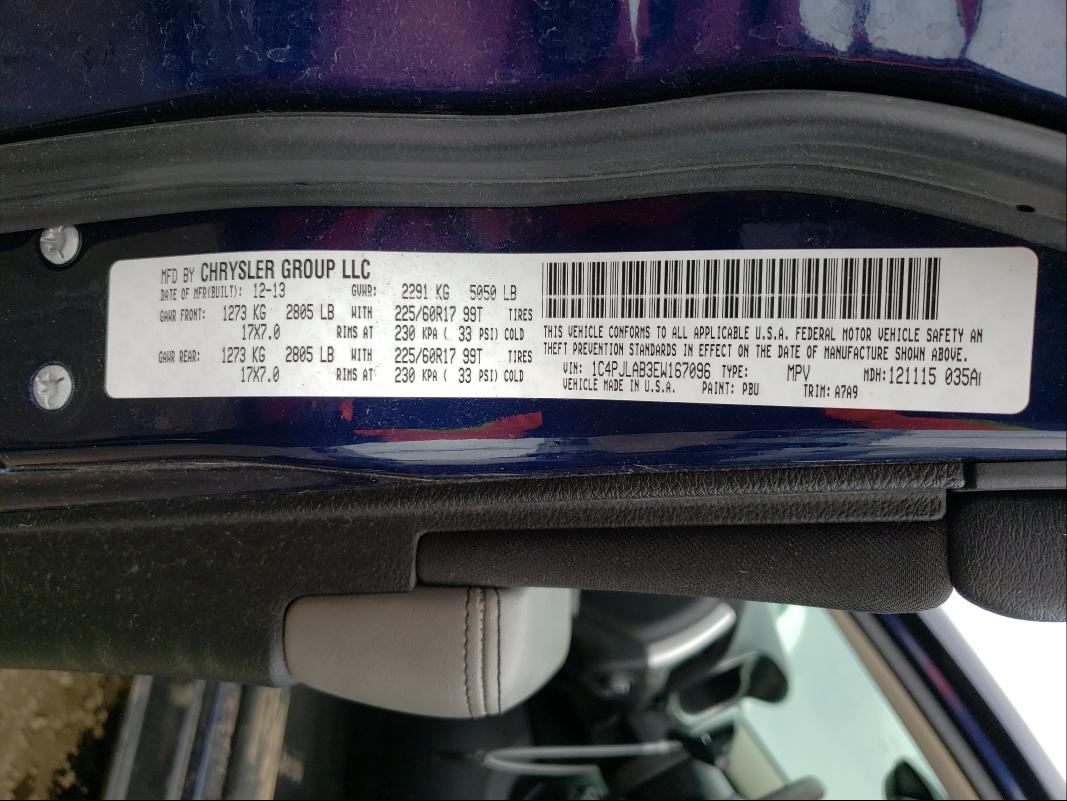 MFD BY CHRYSLER GROUP LLC
DATE OF MFR(BUILT): 12-13 GVWR: 2291 KG 5050 LB
GAWR FRONT: 1273 KG 2805 LB WITH 225/60R17 99T TIRES
17X7.0 RIMS AT 230 KPA ( 33 PSI) COLD
GAWR REAR: 1273 KG 2805 LB WITH 225/60R17 99T TIRES
17X7.0 RIMS AT 230 KPA ( 33 PSI) COLD
THIS VEHICLE CONFORMS TO ALL APPLICABLE U.S.A. FEDERAL MOTOR VEHICLE SAFETY AN
THEFT PREVENTION STANDARDS IN EFFECT ON THE DATE OF MANUFACTURE SHOWN ABOVE.
VIN: 1C4PJLAB3EW167096 TYPE: MPV MDH: 121115 035A
VEHICLE MADE IN U.S.A. PAINT: PBU TRIM: A7A9